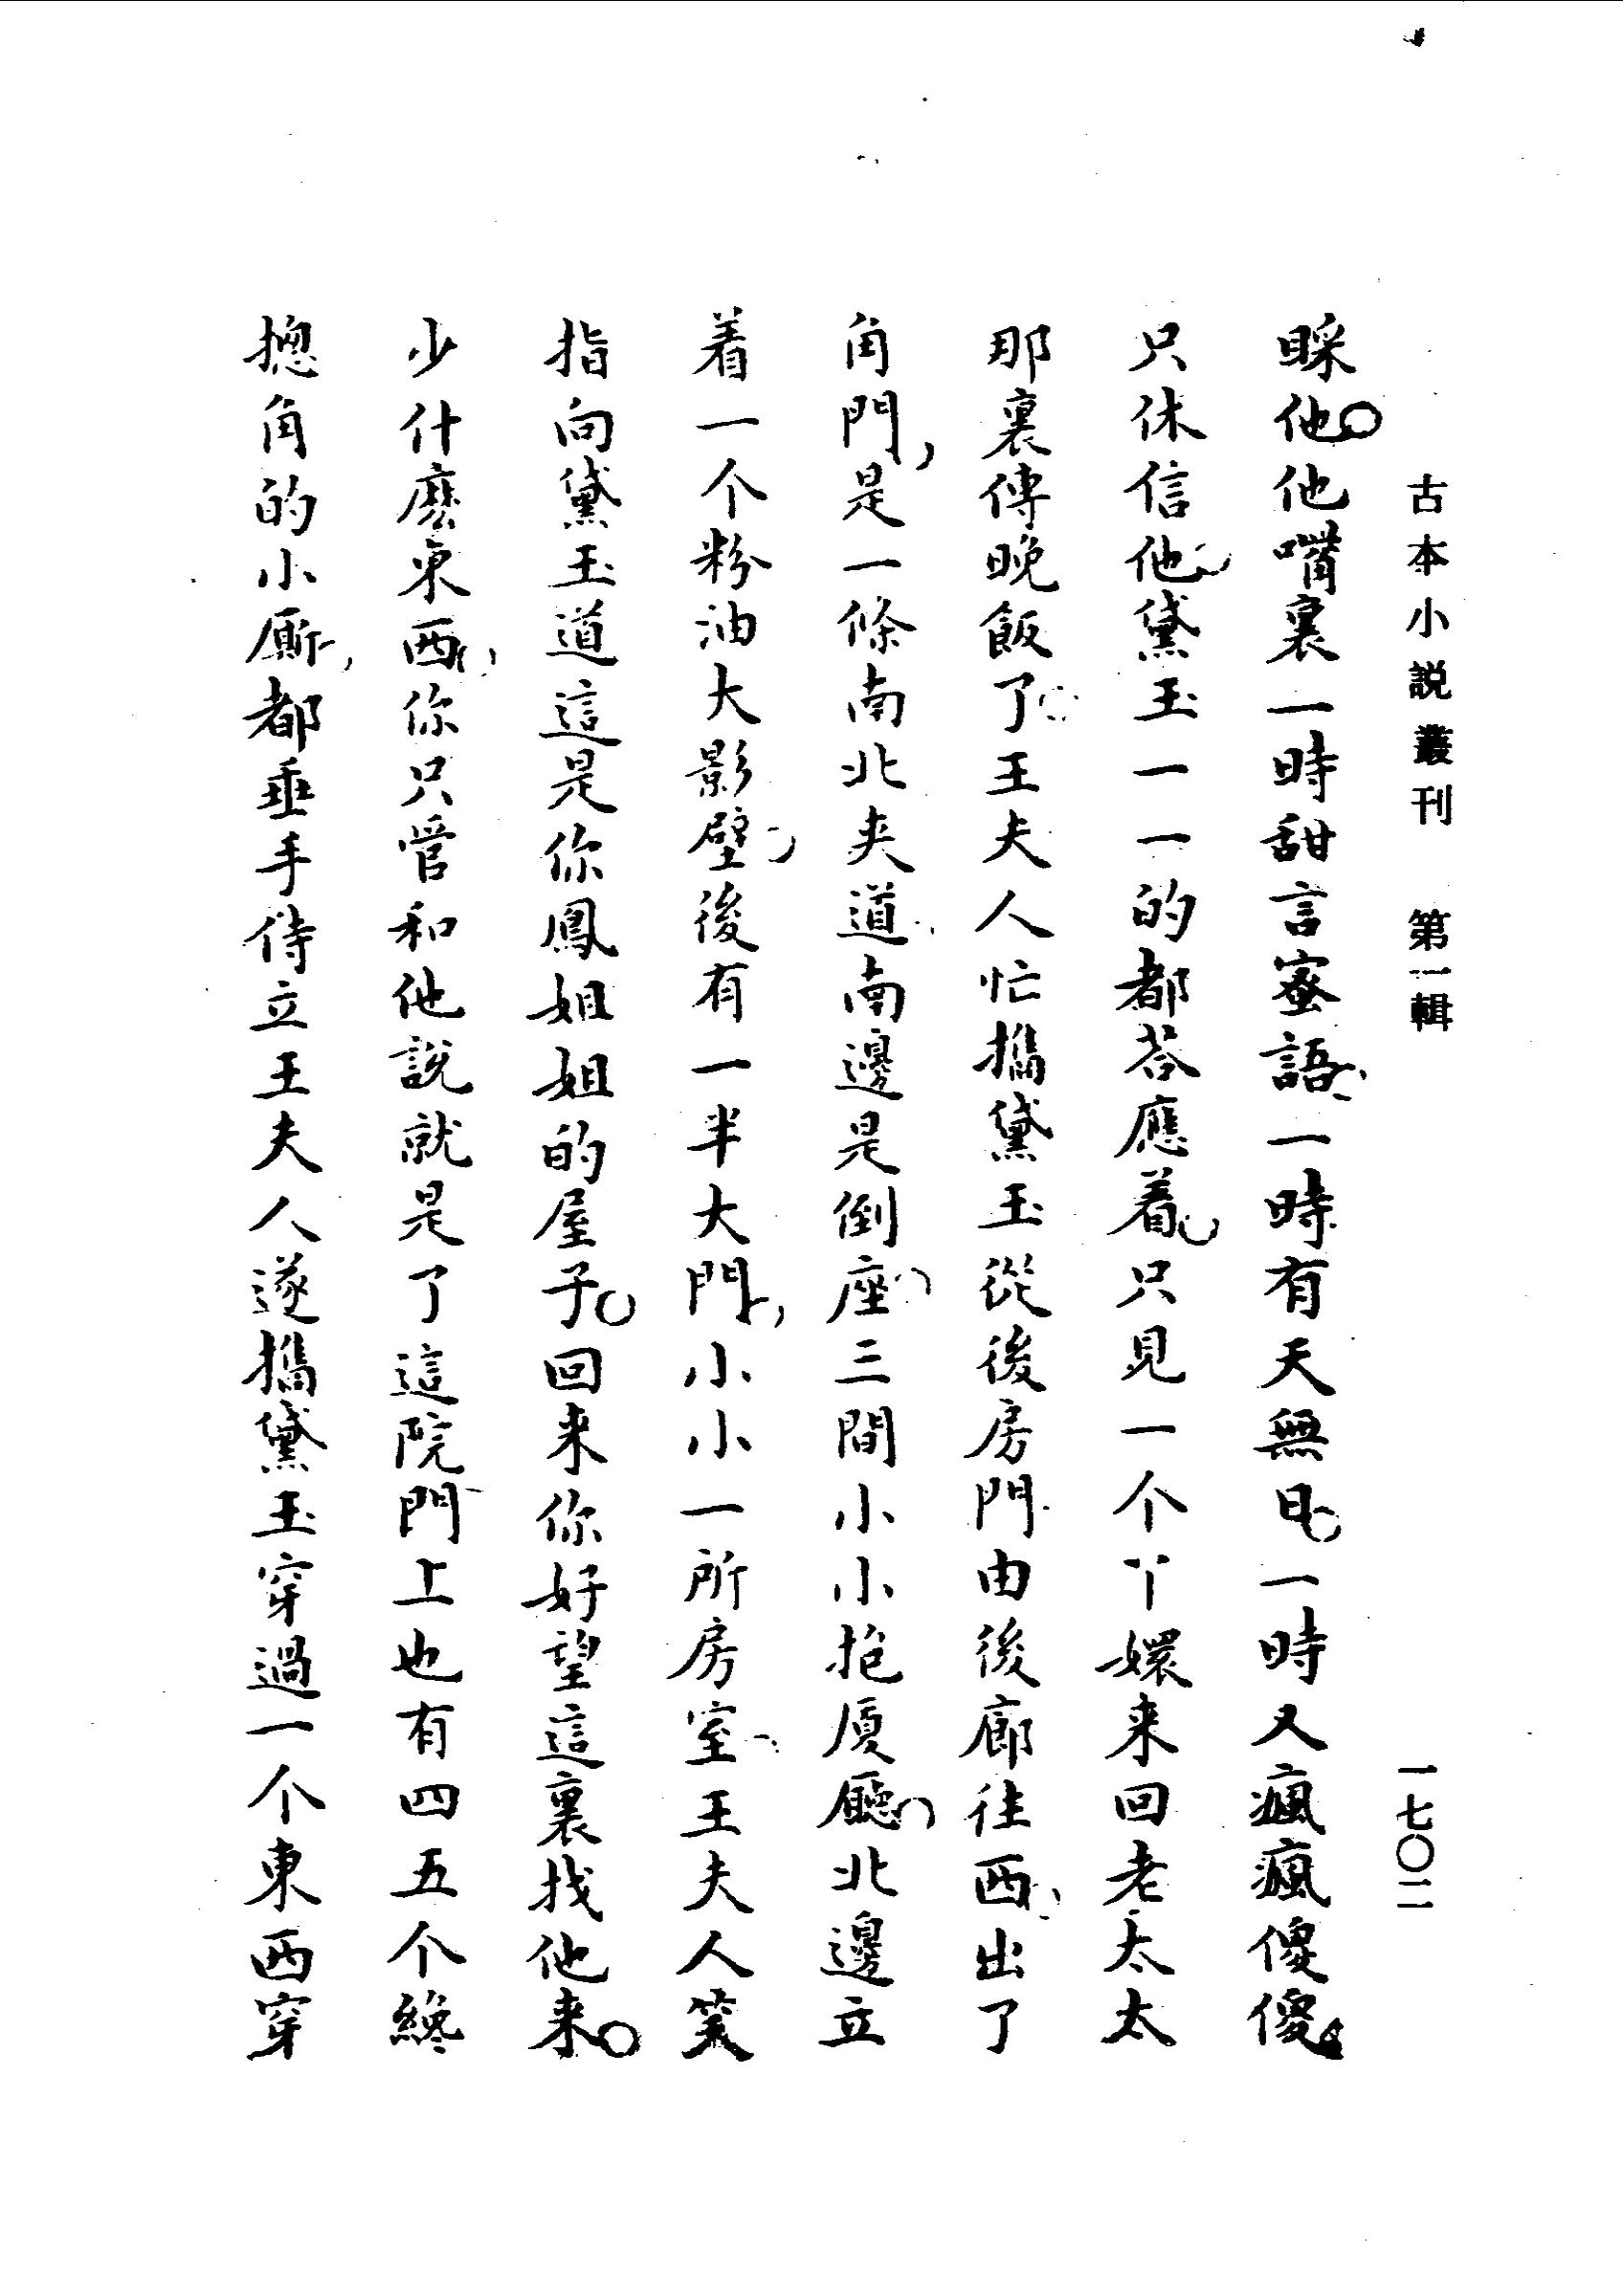 古本小説叢刊　第一輯　一七〇二
睬他他嘴裏一時甜言蜜語一時有天無日一時又瘋瘋傻傻
只休信他黛玉一一的都荅應着只見一个丫嬛来回老太太
那裏傳晚飯了王夫人忙攜黛玉從後房門由後廊往西出了
角門是一條南北夾道南邊是倒座三間小小抱厦廳北邊立
着一个粉油大影壁後有一半大門小小一所房室王夫人笑
指向黛玉道這是你鳳姐姐的屋子回来你好望這裏找他来
少什麽東西你只管和他說就是了這院門上也有四五个纔
摠角的小厮都垂手侍立王夫人遂攜黛玉穿過一个東西穿